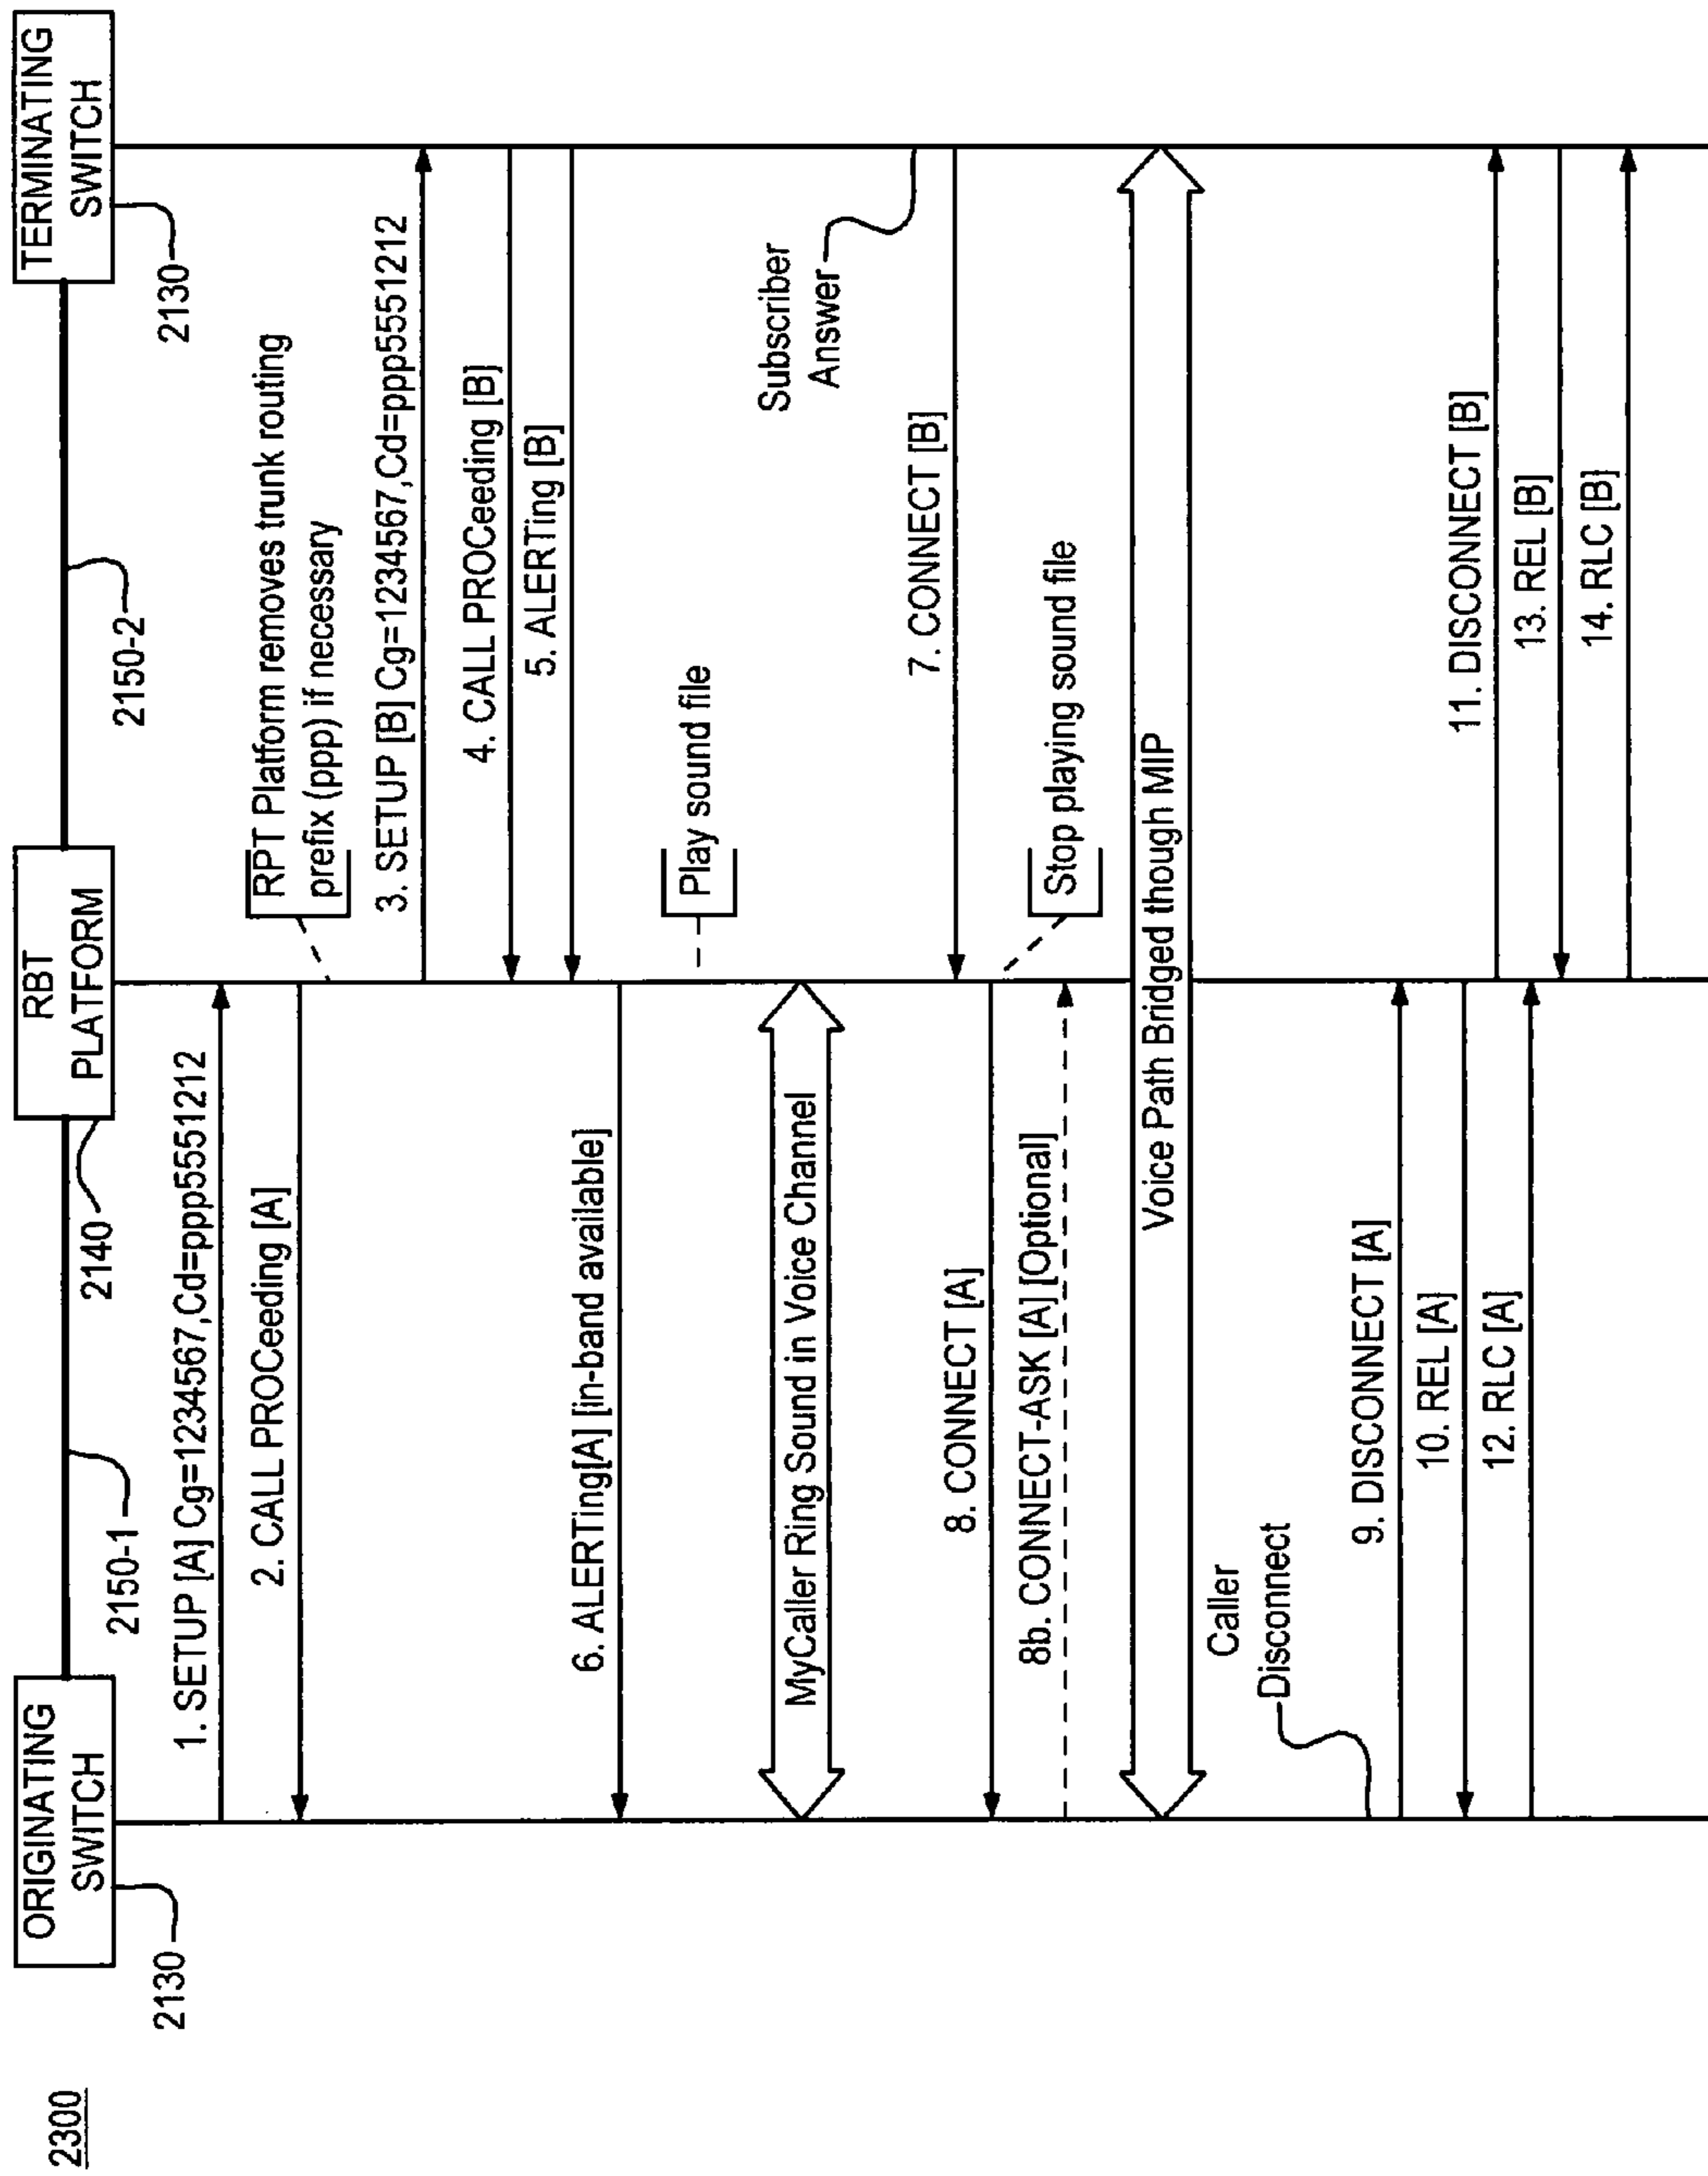 2300
ORIGINATING
SWITCH
2130
2150-1
RBT
PLATFORM
2140
2150-2
TERMINATING
SWITCH
2130
1. SETUP [A] Cg=1234567,Cd=ppp5551212
2. CALL PROCeeding [A]
RPT Platform removes trunk routing
prefix (ppp) if necessary
3. SETUP [B] Cg=1234567,Cd=ppp5551212
4. CALL PROCeeding [B]
5. ALERTing [B]
6. ALERTing[A] [in-band available]
Play sound file
MyCaller Ring Sound in Voice Channel
Subscriber
Answer
7. CONNECT [B]
8. CONNECT [A]
Stop playing sound file
8b. CONNECT-ASK [A] [Optional]
Voice Path Bridged though MIP
Caller
Disconnect
9. DISCONNECT [A]
10. REL [A]
11. DISCONNECT [B]
12. RLC [A]
13. REL [B]
14. RLC [B]